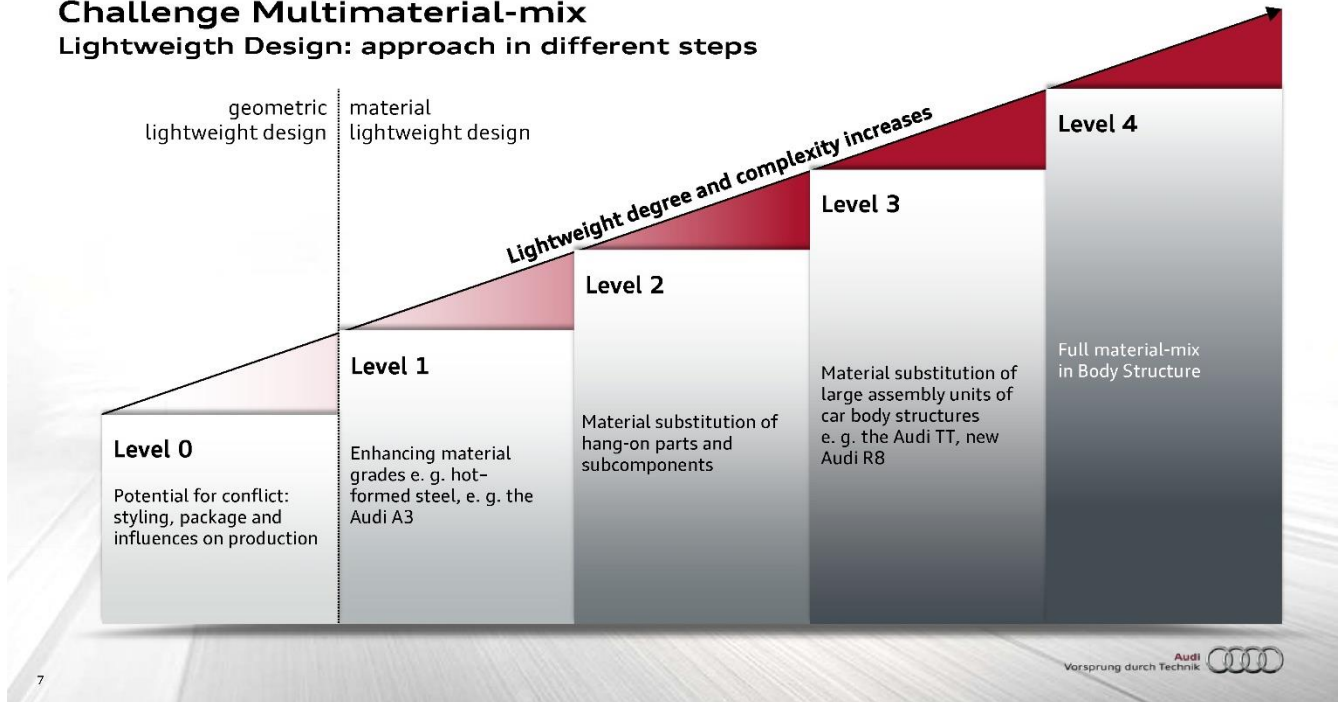 Challenge Multimaterial-mix
Lightweigth Design: approach in different steps
geometric
lightweight design
material
lightweight design
Lightweight degree and complexity increases
Level 0
Potential for conflict:
styling, package and
influences on production
Level 1
Enhancing material
grades e. g. hot-
formed steel, e. g. the
Audi A3
Level 2
Material substitution of
hang-on parts and
subcomponents
Level 3
Material substitution of
large assembly units of
car body structures
e. g. the Audi TT, new
Audi R8
Level 4
Full material-mix
in Body Structure
7
Audi
Vorsprung durch Technik